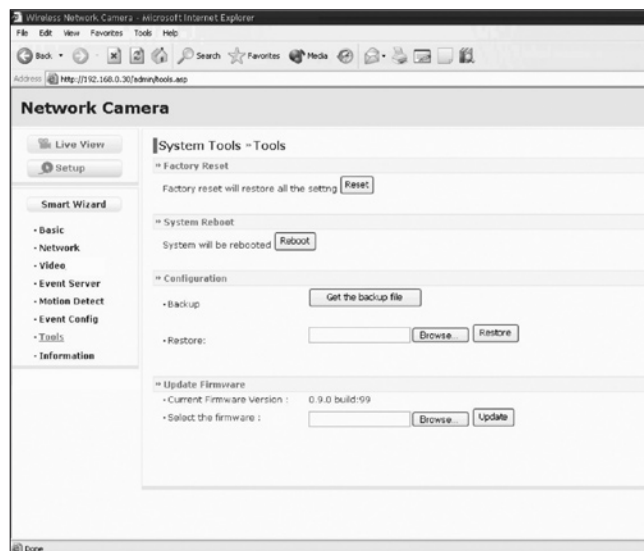 Wireless Network Camera - Microsoft Internet Explorer
File Edit View Favorites Tools Help
Back Search Favorites Media
Address http://192.168.0.30/admin/tools.asp
Network Camera
Live View
Setup
Smart Wizard
• Basic
• Network
• Video
• Event Server
• Motion Detect
• Event Config
• Tools
• Information
System Tools » Tools
» Factory Reset
Factory reset will restore all the settng Reset
» System Reboot
System will be rebooted Reboot
» Configuration
• Backup Get the backup file
• Restore: Browse... Restore
» Update Firmware
• Current Firmware Version : 0.9.0 build:99
• Select the firmware : Browse... Update
Done